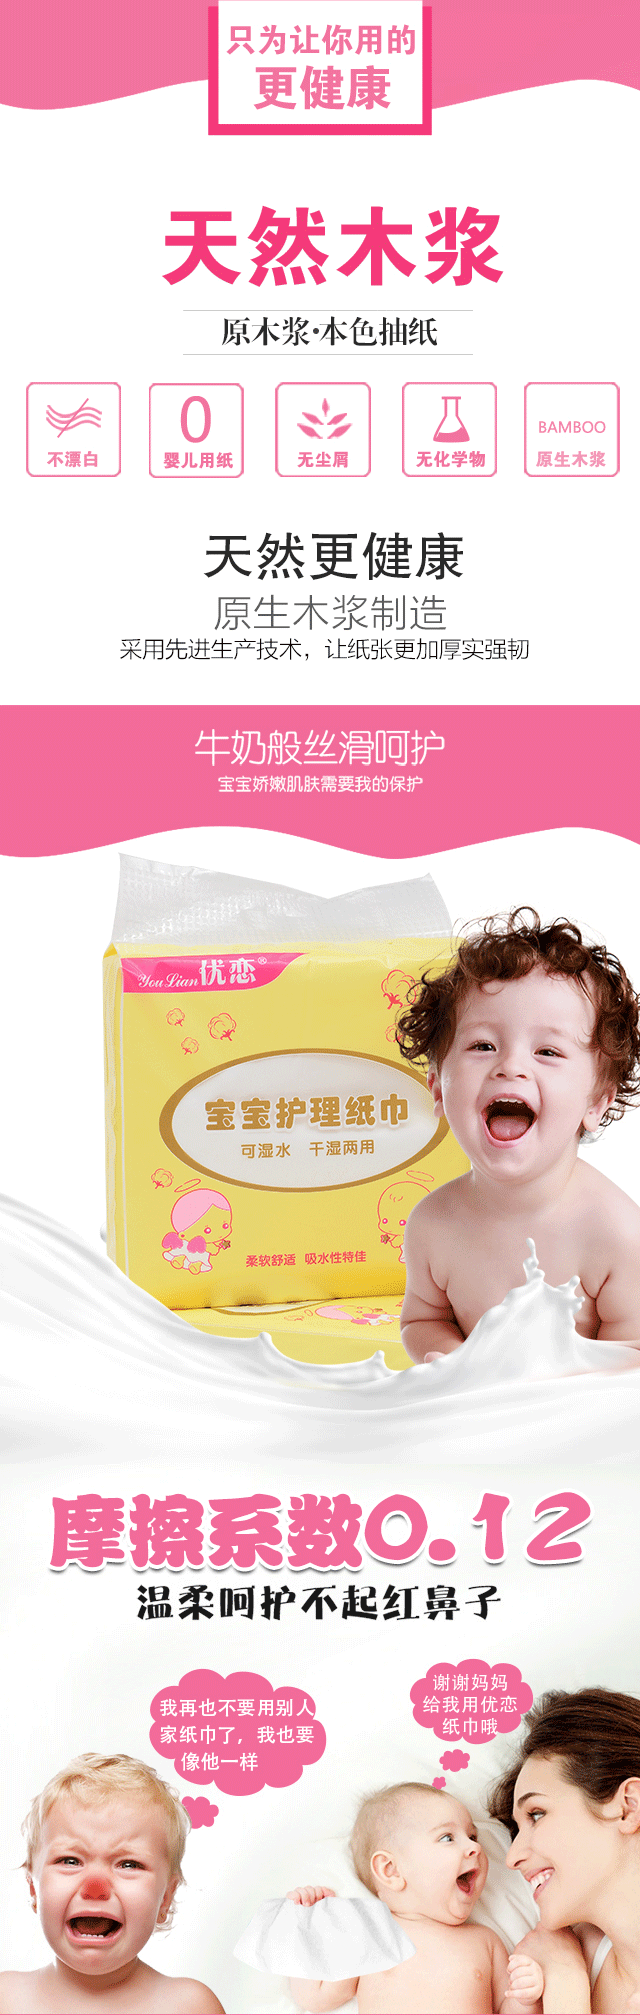 只为让你用的
更健康
天然木浆
原木浆·本色抽纸
不漂白
0
婴儿用纸
无尘屑
无化学物
BAMBOO
原生木浆
天然更健康
原生木浆制造
采用先进生产技术，让纸张更加厚实强韧
牛奶般丝滑呵护
宝宝娇嫩肌肤需要我的保护
You Lian 优恋®
宝宝护理纸巾
可湿水 干湿两用
柔软舒适 吸水性特佳
摩擦系数0.12
温柔呵护不起红鼻子
我再也不要用别人
家纸巾了，我也要
像他一样
谢谢妈妈
给我用优恋
纸巾哦